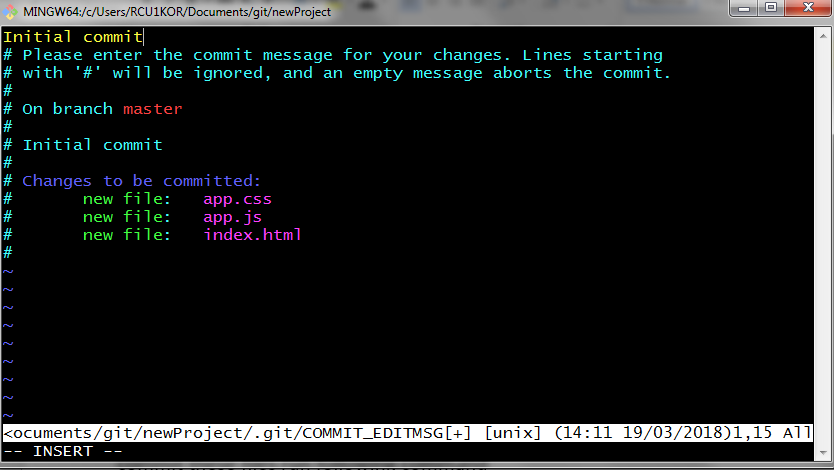 MINGW64:/c/Users/RCU1KOR/Documents/git/newProject
Initial commit
# Please enter the commit message for your changes. Lines starting
# with '#' will be ignored, and an empty message aborts the commit.
#
# On branch master
#
# Initial commit
#
# Changes to be committed:
#       new file:   app.css
#       new file:   app.js
#       new file:   index.html
#
~
~
~
~
~
~
~
~
~
<ocuments/git/newProject/.git/COMMIT_EDITMSG[+] [unix] (14:11 19/03/2018)1,15 All
-- INSERT --